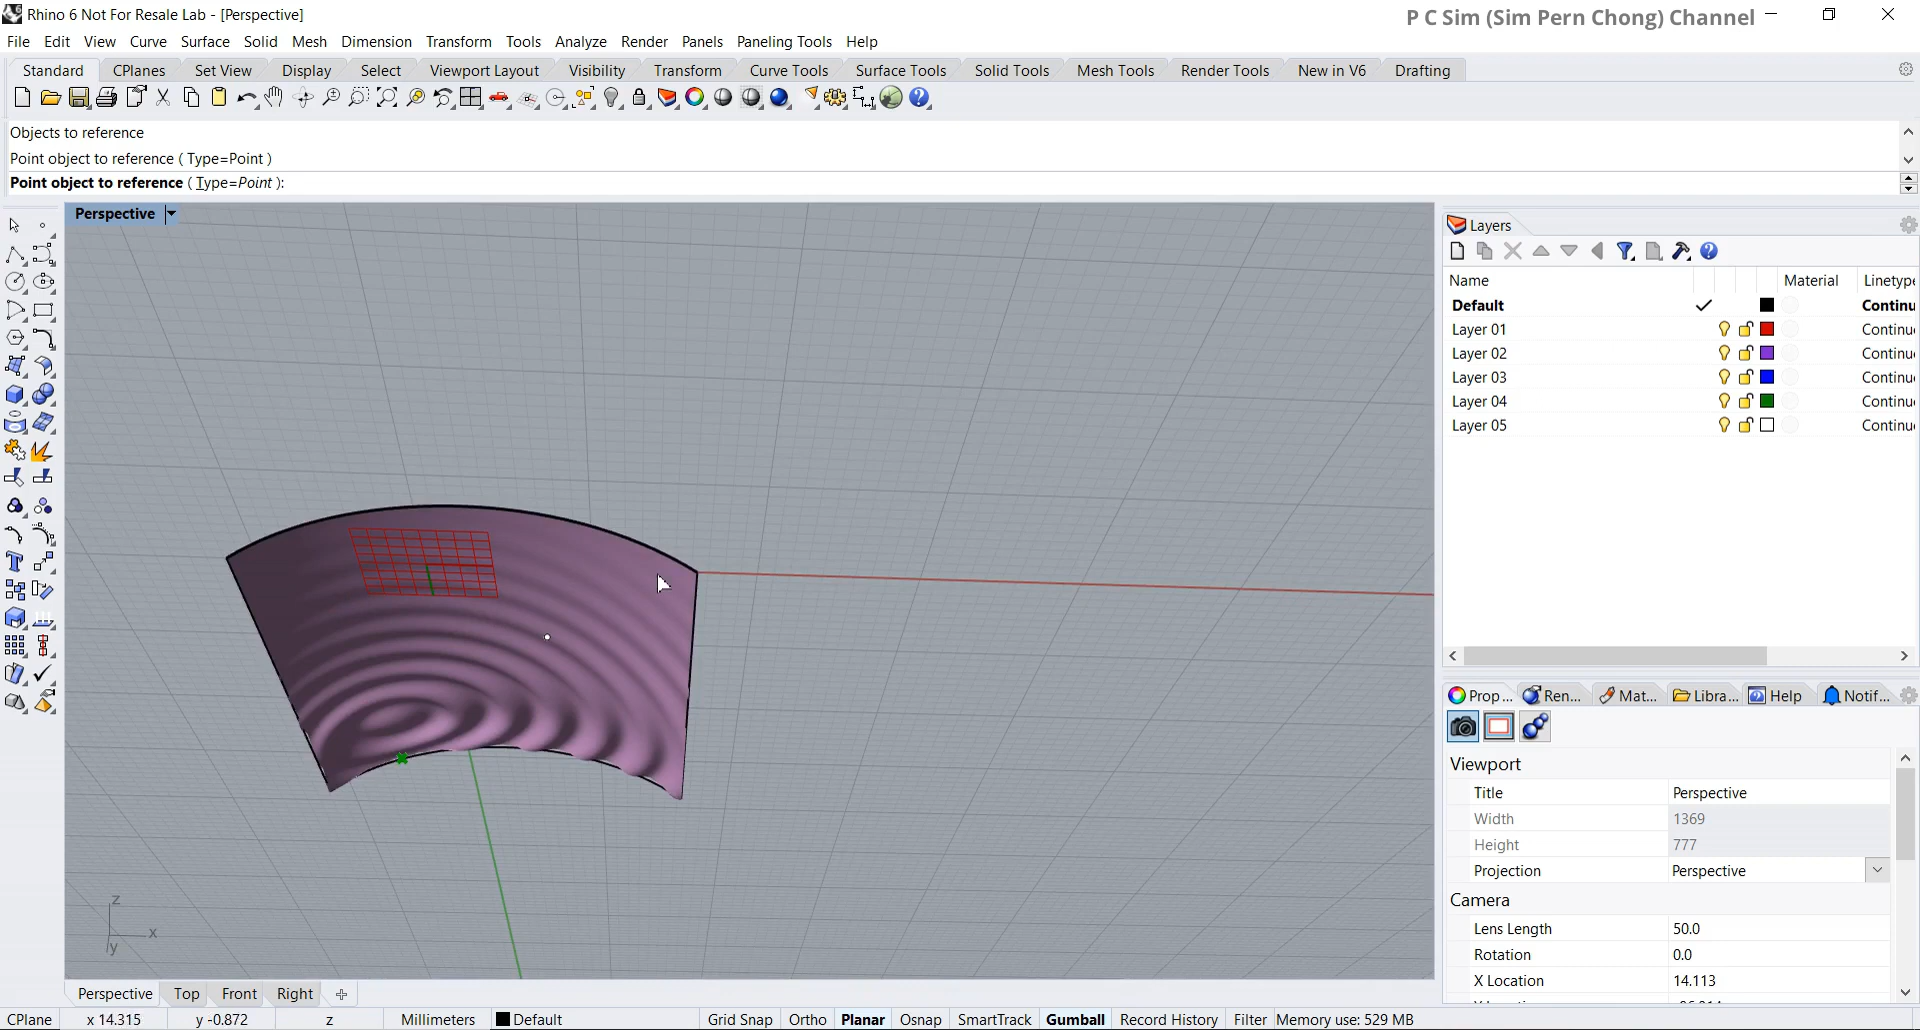 Rhino 6 Not For Resale Lab - [Perspective]
P C Sim (Sim Pern Chong) Channel
File Edit View Curve Surface Solid Mesh Dimension Transform Tools Analyze Render Panels Paneling Tools Help
Standard CPlanes Set View Display Select Viewport Layout Visibility Transform Curve Tools Surface Tools Solid Tools Mesh Tools Render Tools New in V6 Drafting
Objects to reference
Point object to reference ( Type=Point )
Point object to reference ( Type=Point ):
Perspective
z
x
y
Layers
Name Material Linetype
Default Continu
Layer 01 Continu
Layer 02 Continu
Layer 03 Continu
Layer 04 Continu
Layer 05 Continu
Prop... Ren... Mat... Libra... Help Notif...
Viewport
Title Perspective
Width 1369
Height 777
Projection Perspective
Camera
Lens Length 50.0
Rotation 0.0
X Location 14.113
Perspective Top Front Right
CPlane x 14.315 y -0.872 z Millimeters Default Grid Snap Ortho Planar Osnap SmartTrack Gumball Record History Filter Memory use: 529 MB